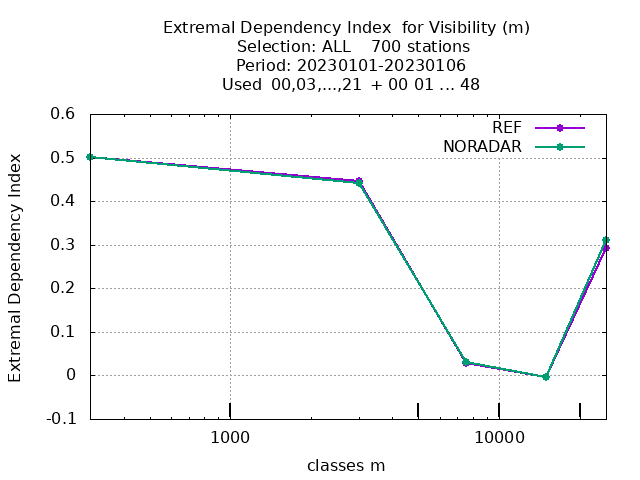 Extremal Dependency Index  for Visibility (m)
Selection: ALL    700 stations
Period: 20230101-20230106
Used  00,03,...,21  + 00 01 ... 48
REF
NORADAR
0.6
0.5
0.4
0.3
0.2
0.1
0
-0.1
Extremal Dependency Index
1000
10000
classes m